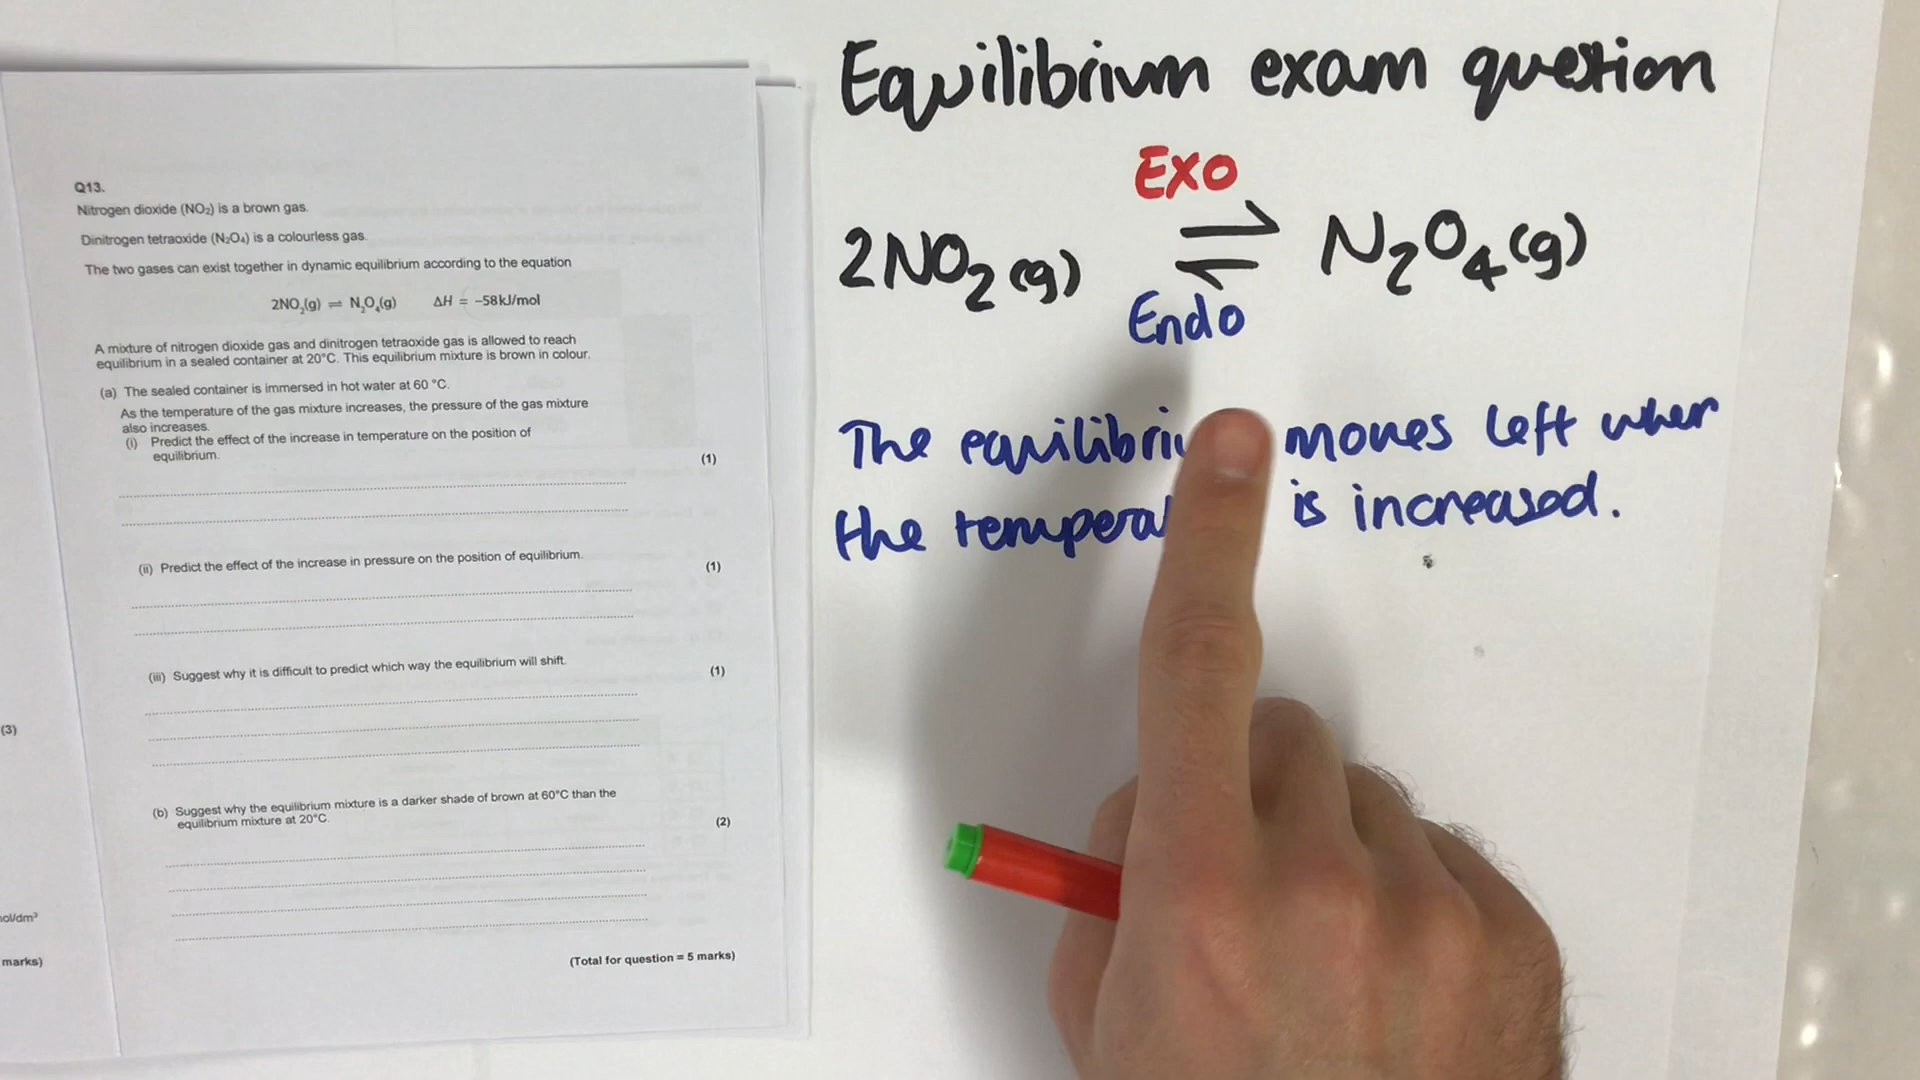 Q13.
Nitrogen dioxide (NO₂) is a brown gas.
Dinitrogen tetraoxide (N₂O₄) is a colourless gas.
The two gases can exist together in dynamic equilibrium according to the equation
2NO₂(g) ⇌ N₂O₄(g) ΔH = −58kJ/mol
A mixture of nitrogen dioxide gas and dinitrogen tetraoxide gas is allowed to reach
equilibrium in a sealed container at 20°C. This equilibrium mixture is brown in colour.
(a) The sealed container is immersed in hot water at 60 °C.
As the temperature of the gas mixture increases, the pressure of the gas mixture
also increases.
(i) Predict the effect of the increase in temperature on the position of
equilibrium.
(1)
(ii) Predict the effect of the increase in pressure on the position of equilibrium.
(1)
(iii) Suggest why it is difficult to predict which way the equilibrium will shift.
(1)
(b) Suggest why the equilibrium mixture is a darker shade of brown at 60°C than the
equilibrium mixture at 20°C.
(2)
(Total for question = 5 marks)
(3)
marks)
Equilibrium exam question
Exo
2NO₂(g) ⇌ N₂O₄(g)
Endo
The moves left when
the is increased.